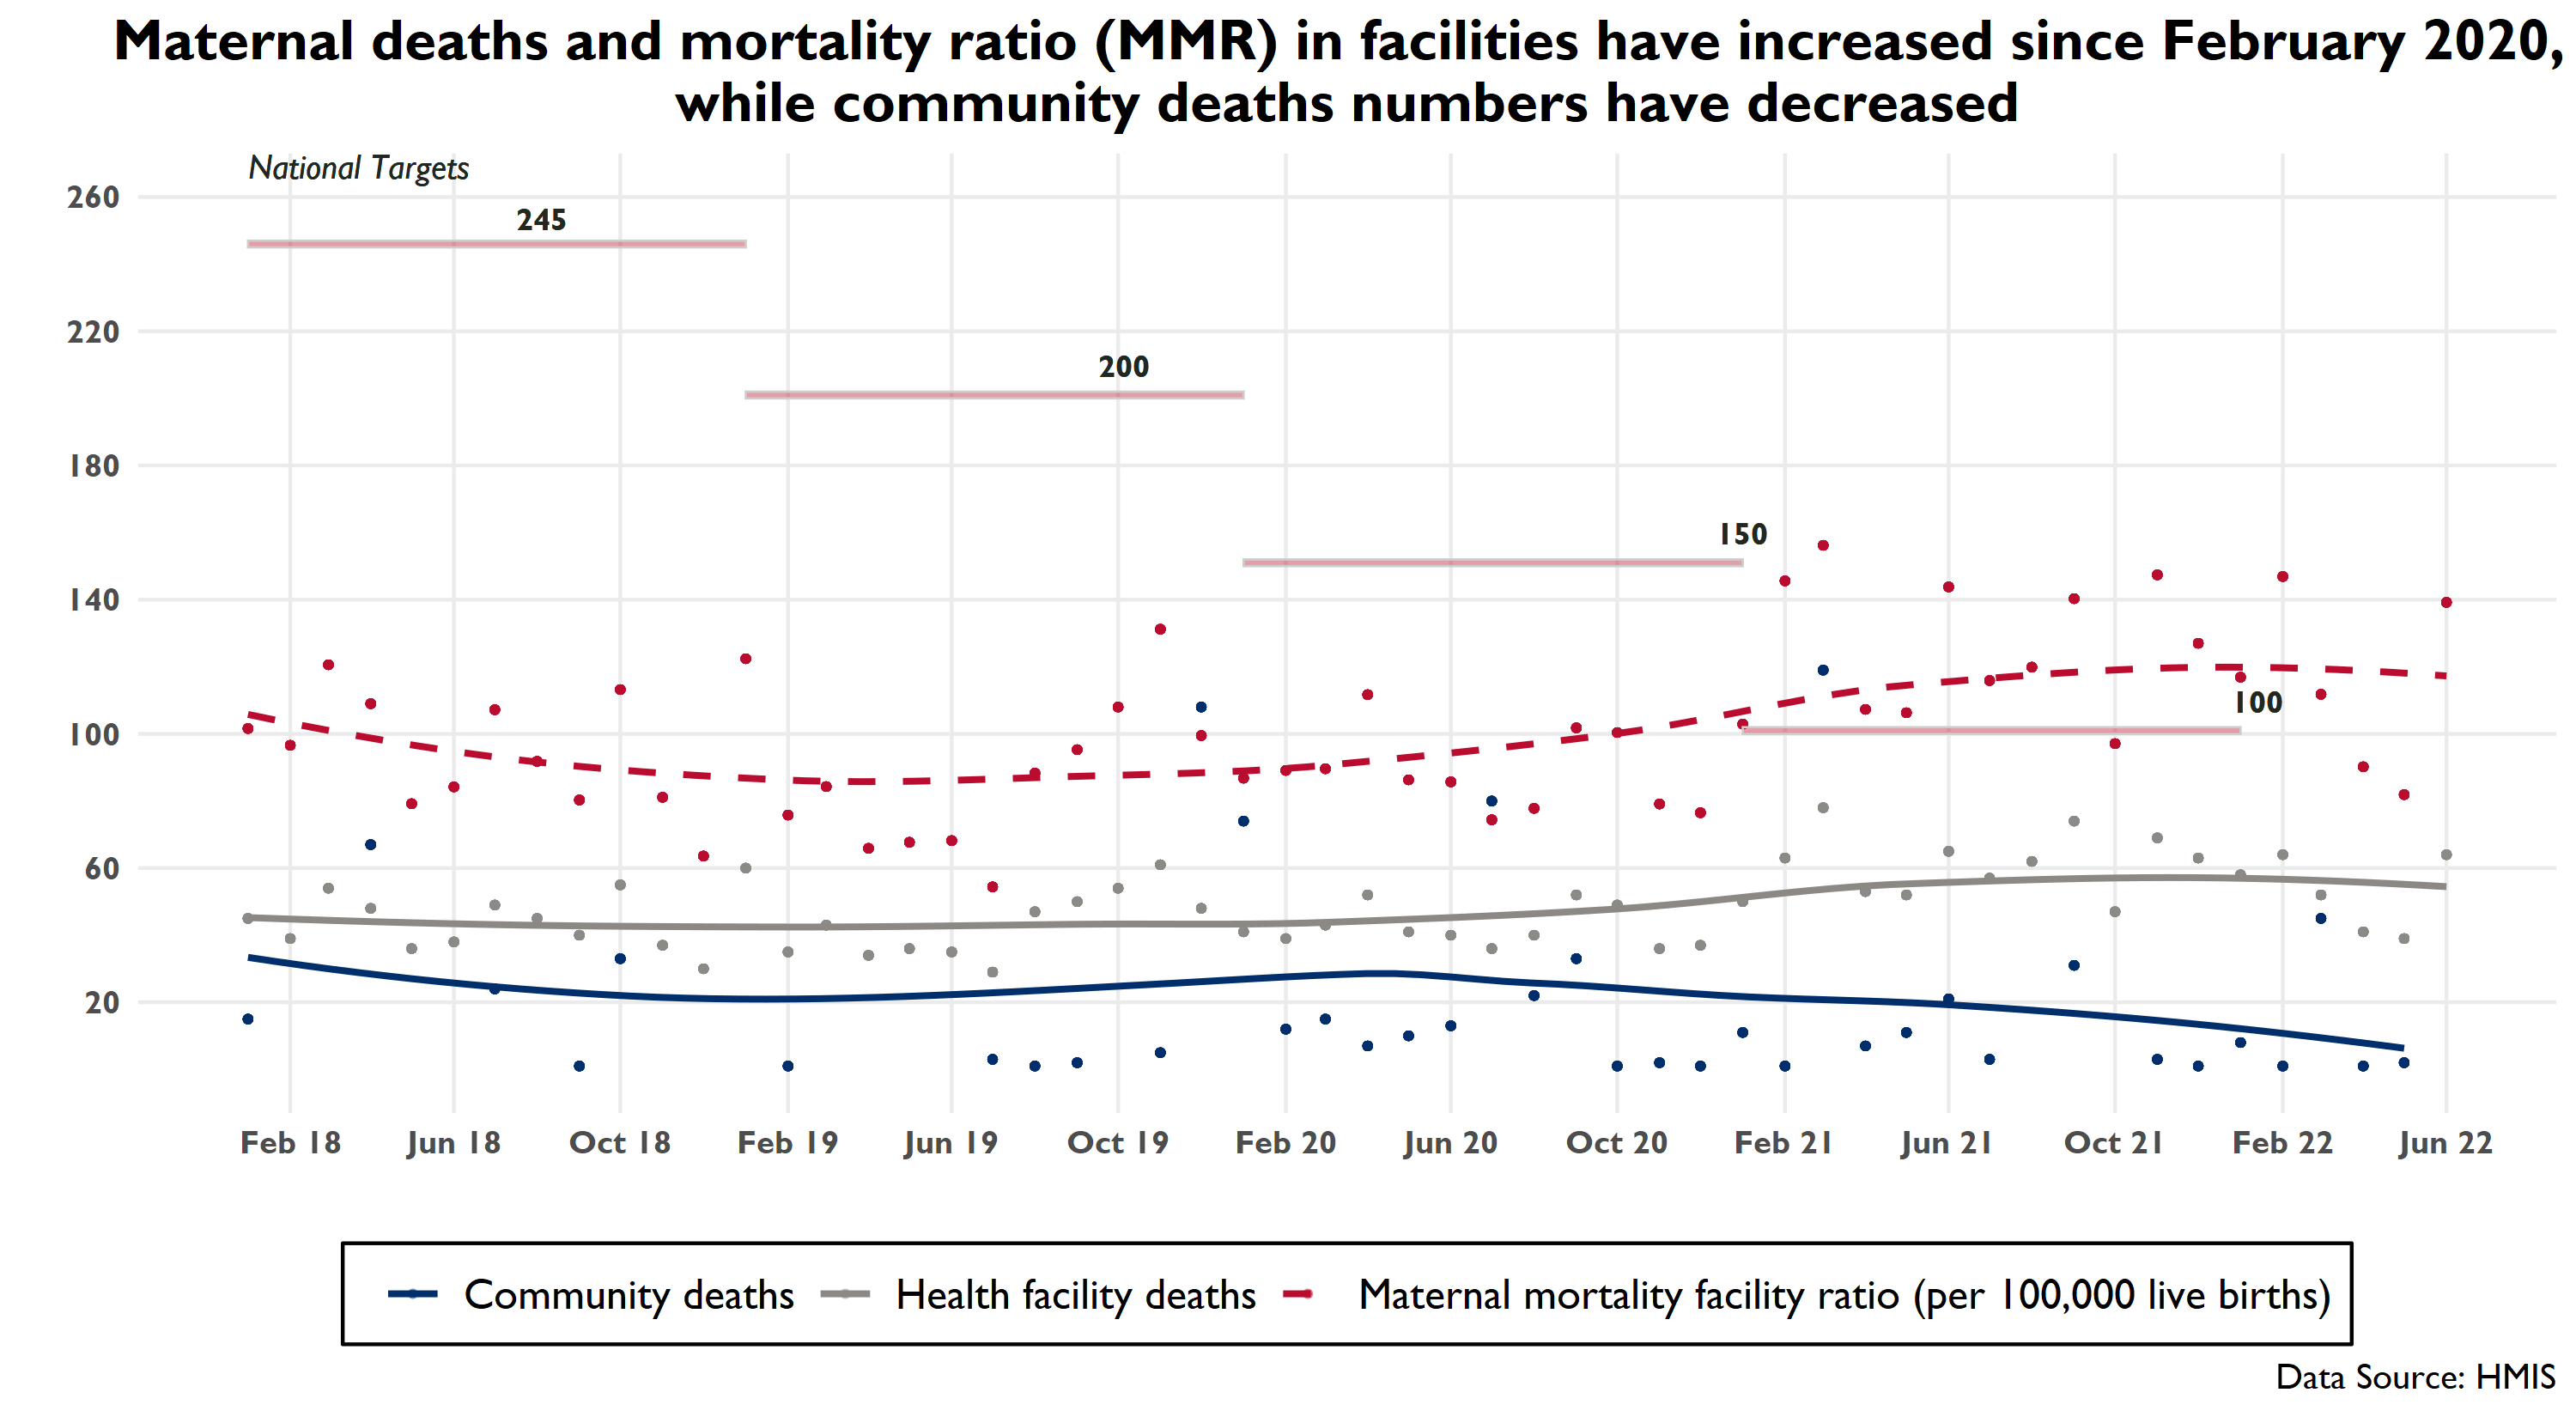 Maternal deaths and mortality ratio (MMR) in facilities have increased since February 2020,
while community deaths numbers have decreased
National Targets
260
245
220
200
180
150
140
100
100
60
20
Feb 18 Jun 18 Oct 18 Feb 19 Jun 19 Oct 19 Feb 20 Jun 20 Oct 20 Feb 21 Jun 21 Oct 21 Feb 22 Jun 22
Community deaths Health facility deaths Maternal mortality facility ratio (per 100,000 live births)
Data Source: HMIS